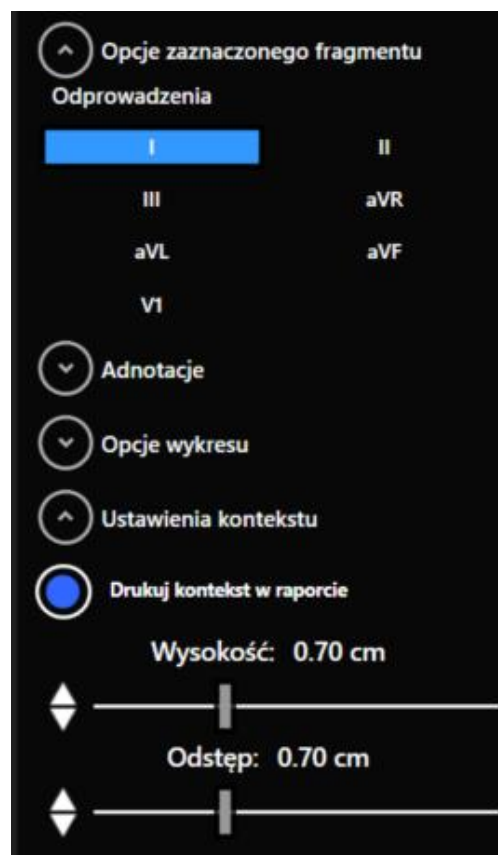 Opcje zaznaczonego fragmentu
Odprowadzenia
I II
III aVR
aVL aVF
V1
Adnotacje
Opcje wykresu
Ustawienia kontekstu
Drukuj kontekst w raporcie
Wysokość: 0.70 cm
Odstęp: 0.70 cm